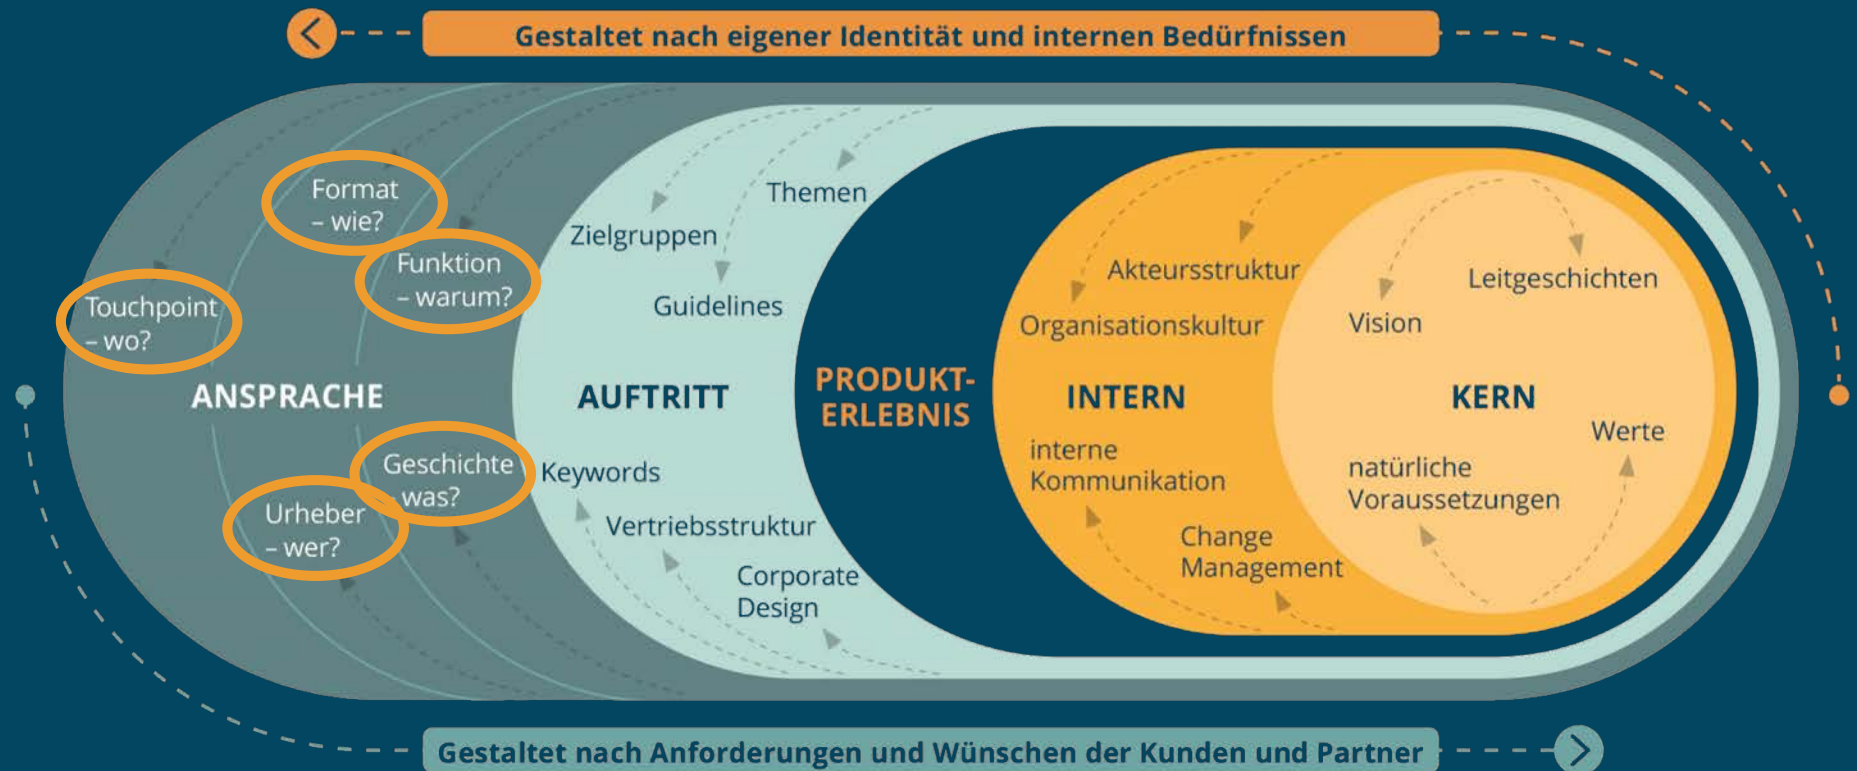 Gestaltet nach eigener Identität und internen Bedürfnissen
Format
– wie?
Funktion
– warum?
Touchpoint
– wo?
ANSPRACHE
Geschichte
– was?
Urheber
– wer?
Themen
Zielgruppen
Guidelines
AUFTRITT
Keywords
Vertriebsstruktur
Corporate
Design
PRODUKT-
ERLEBNIS
Akteursstruktur
Organisationskultur
INTERN
interne
Kommunikation
Change
Management
Leitgeschichten
Vision
KERN
Werte
natürliche
Voraussetzungen
Gestaltet nach Anforderungen und Wünschen der Kunden und Partner